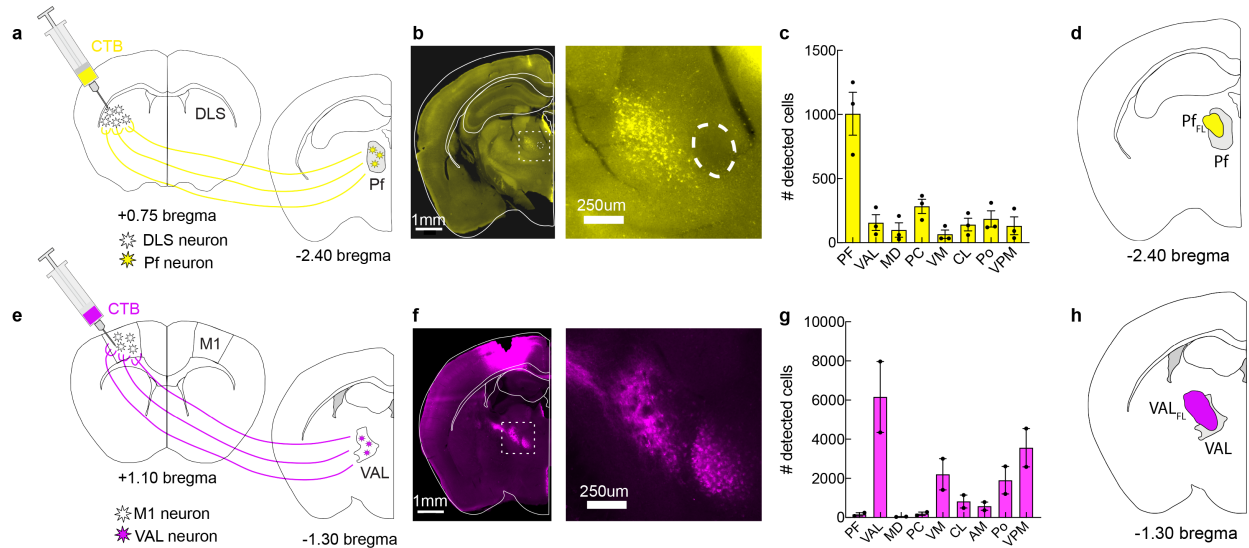 a
CTB
DLS
Pf
+0.75 bregma
DLS neuron
Pf neuron
-2.40 bregma
b
1mm
250um
c
# detected cells
1500
1000
500
0
PF
VAL
MD
PC
VM
CL
Po
VPM
d
PfFL
Pf
-2.40 bregma
e
CTB
M1
VAL
+1.10 bregma
M1 neuron
VAL neuron
-1.30 bregma
f
1mm
250um
g
# detected cells
10000
8000
6000
4000
2000
0
PF
VAL
MD
PC
VM
CL
AM
Po
VPM
h
VALFL
VAL
-1.30 bregma